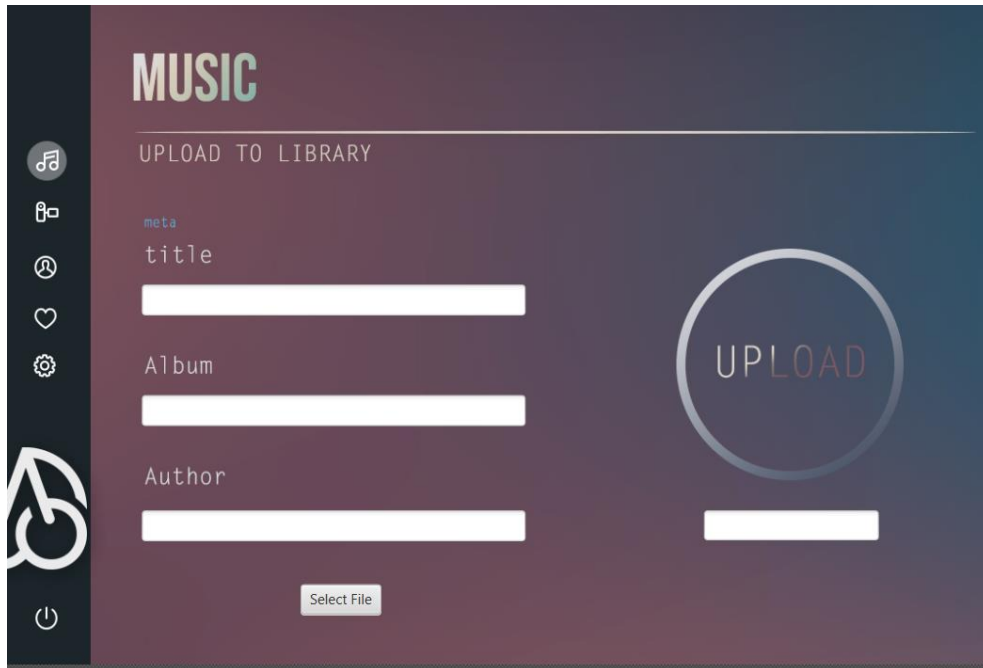 MUSIC
UPLOAD TO LIBRARY
meta
title
Album
UPLOAD
Author
Select File